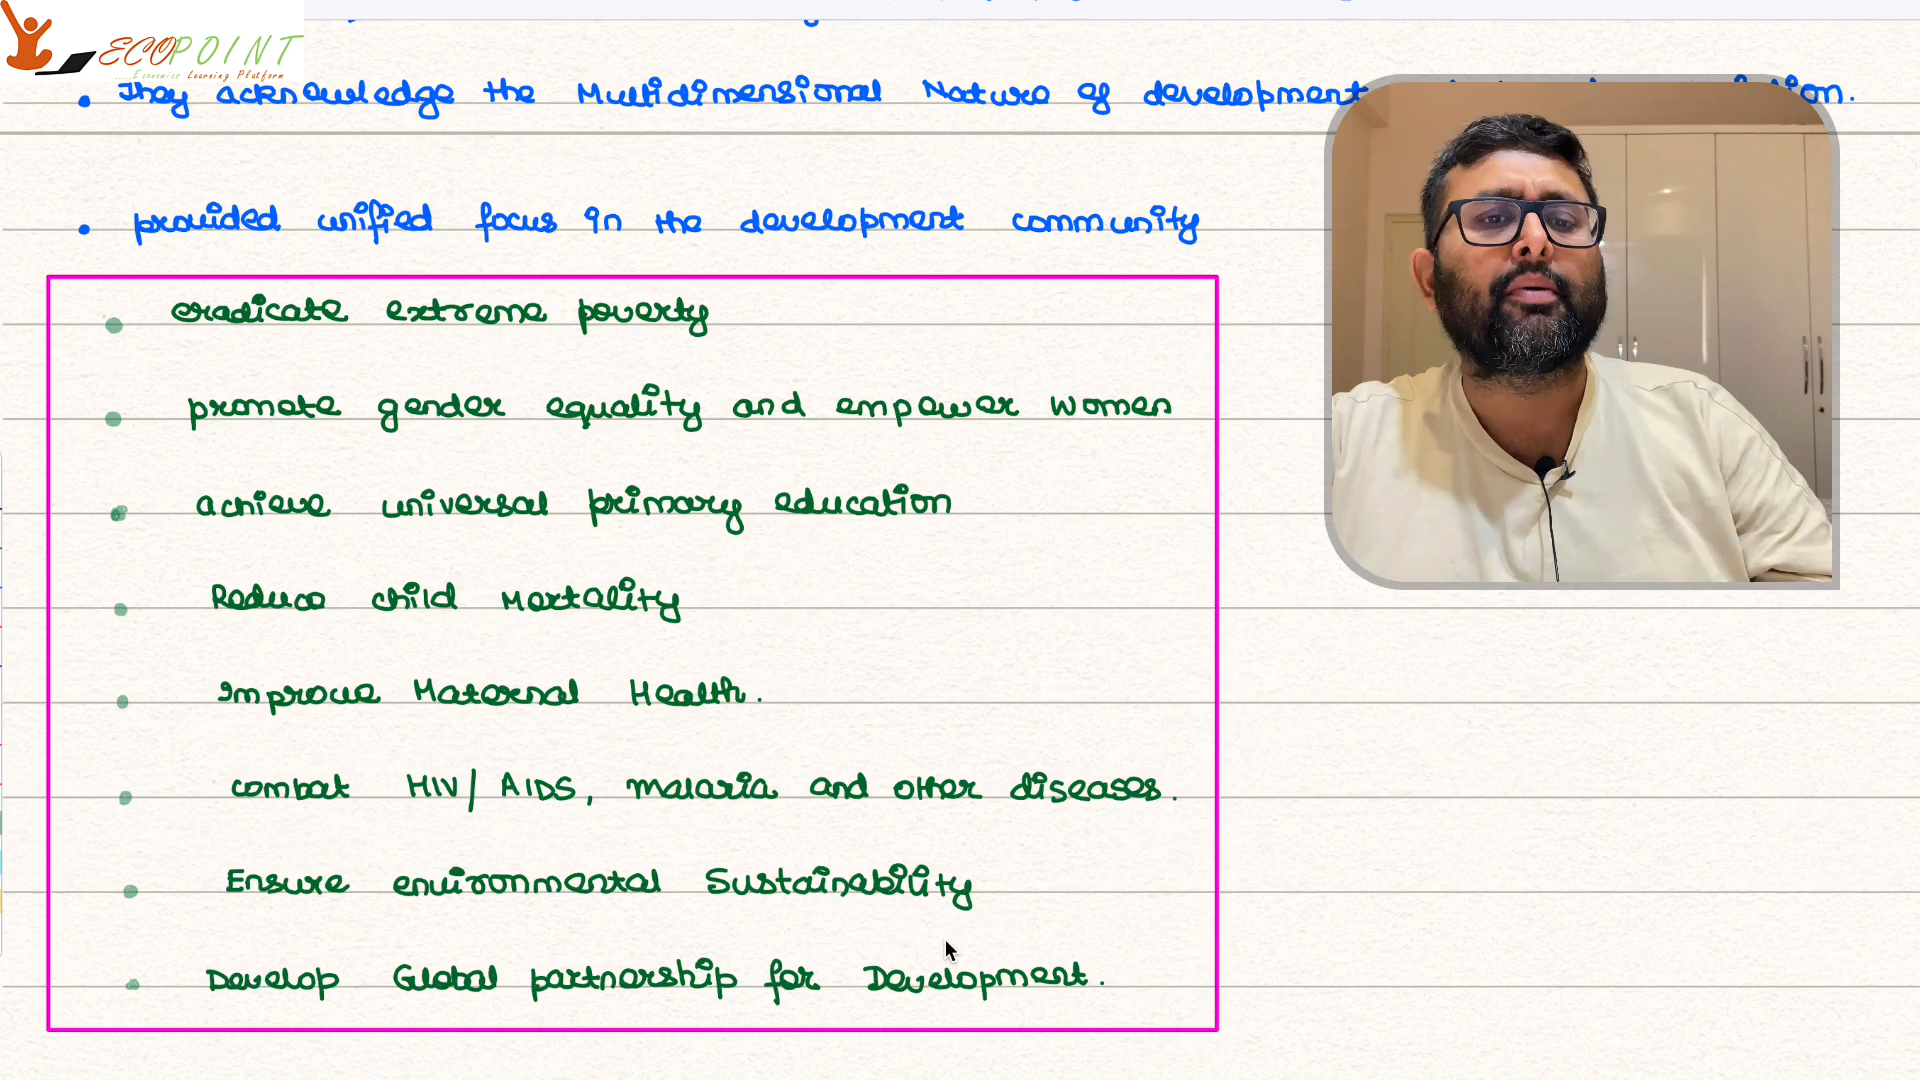 ECOPOINT
.....Economics Learning Platform
• They acknowledge the Multidimensional Nature of development
• provided unified focus in the development community
• eradicate extreme poverty
• promote gender equality and empower women
• achieve universal primary education
• Reduce child Mortality
• Improve Maternal Health.
• combat HIV/AIDS, malaria and other diseases.
• Ensure environmental Sustainability
• Develop Global partnership for Development.